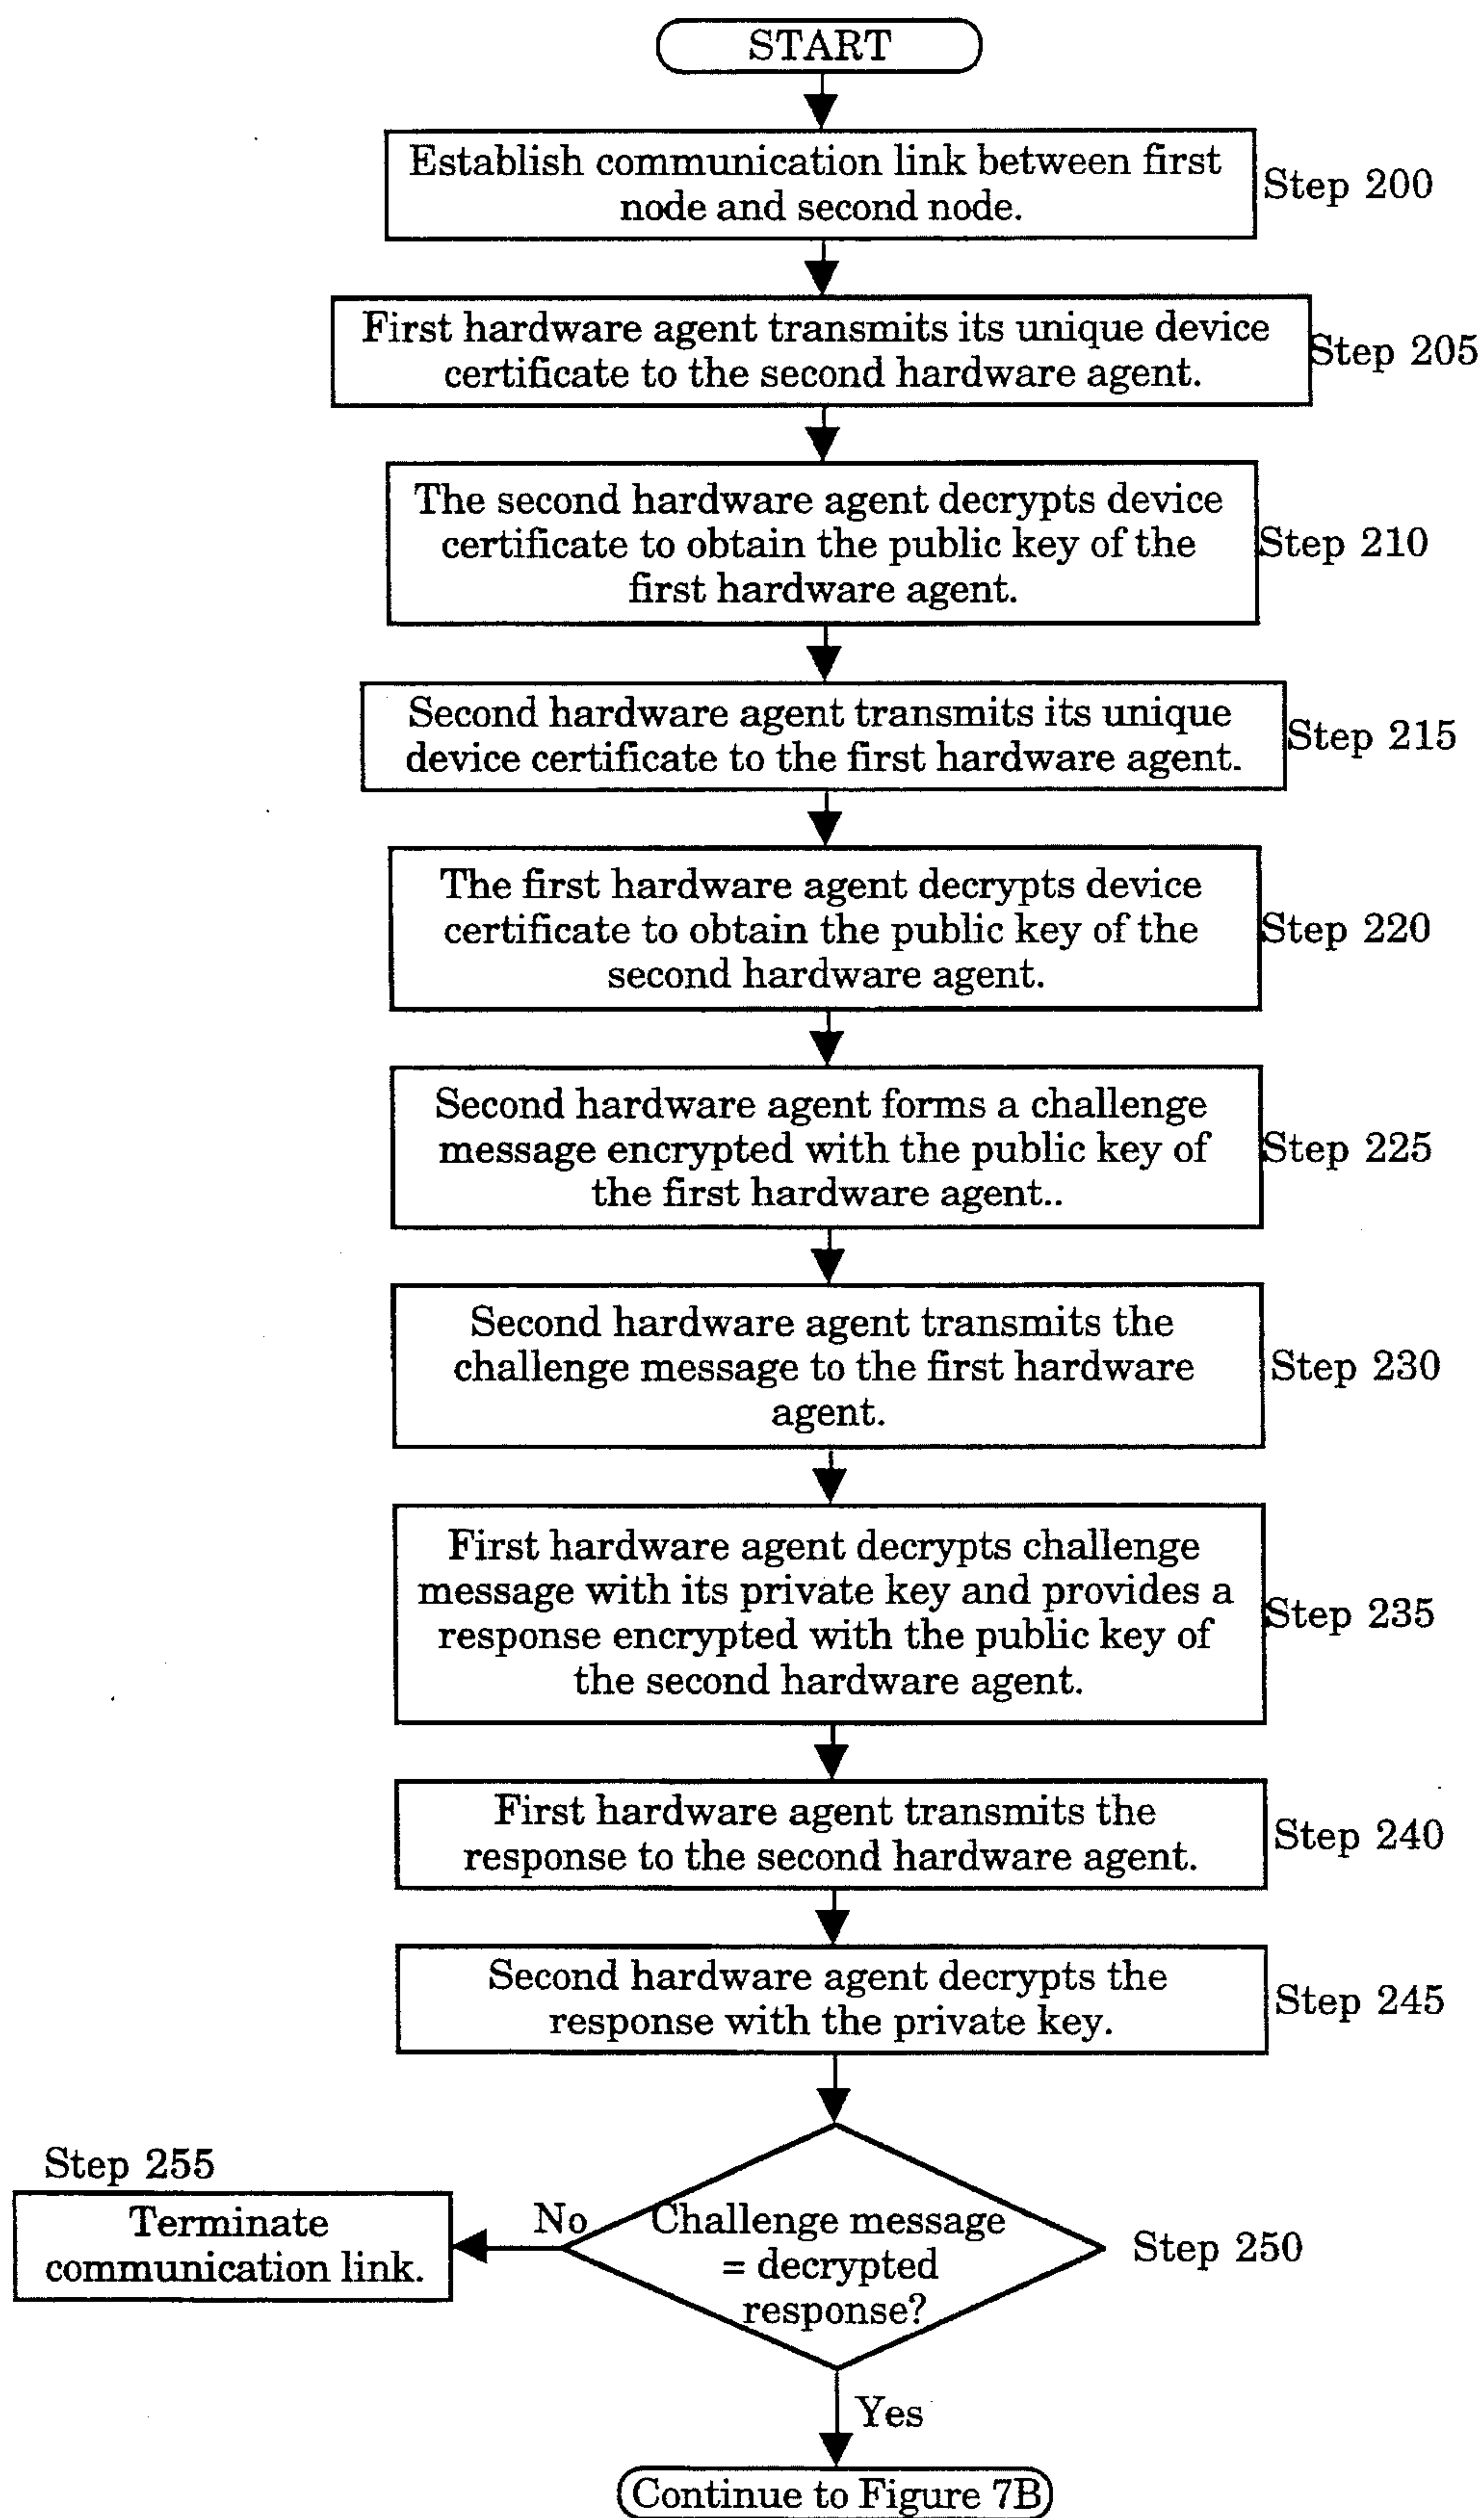 START
Establish communication link between first
node and second node.
Step 200
First hardware agent transmits its unique device
certificate to the second hardware agent.
Step 205
The second hardware agent decrypts device
certificate to obtain the public key of the
first hardware agent.
Step 210
Second hardware agent transmits its unique
device certificate to the first hardware agent.
Step 215
The first hardware agent decrypts device
certificate to obtain the public key of the
second hardware agent.
Step 220
Second hardware agent forms a challenge
message encrypted with the public key of
the first hardware agent..
Step 225
Second hardware agent transmits the
challenge message to the first hardware
agent.
Step 230
First hardware agent decrypts challenge
message with its private key and provides a
response encrypted with the public key of
the second hardware agent.
Step 235
First hardware agent transmits the
response to the second hardware agent.
Step 240
Second hardware agent decrypts the
response with the private key.
Step 245
Step 255
Terminate
communication link.
No
Challenge message
= decrypted
response?
Step 250
Yes
Continue to Figure 7B